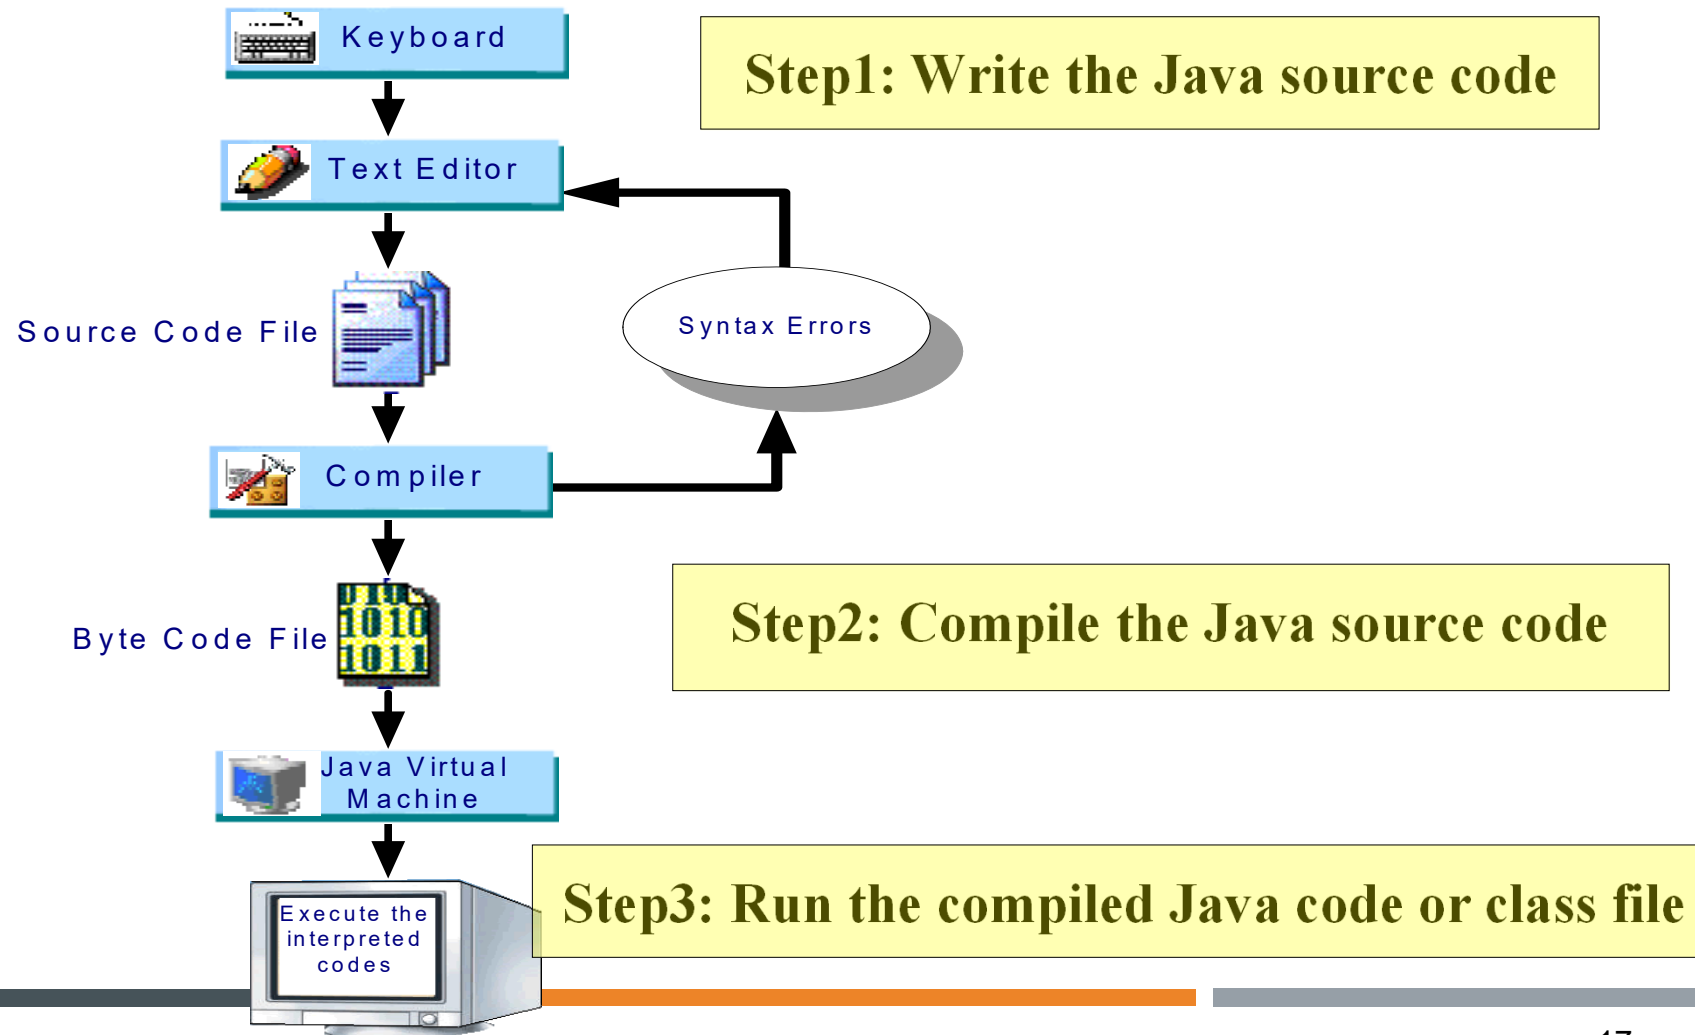 Keyboard
Step1: Write the Java source code
Text Editor
Source Code File
Syntax Errors
Compiler
Byte Code File
Step2: Compile the Java source code
Java Virtual
Machine
Step3: Run the compiled Java code or class file
Execute the
interpreted
codes